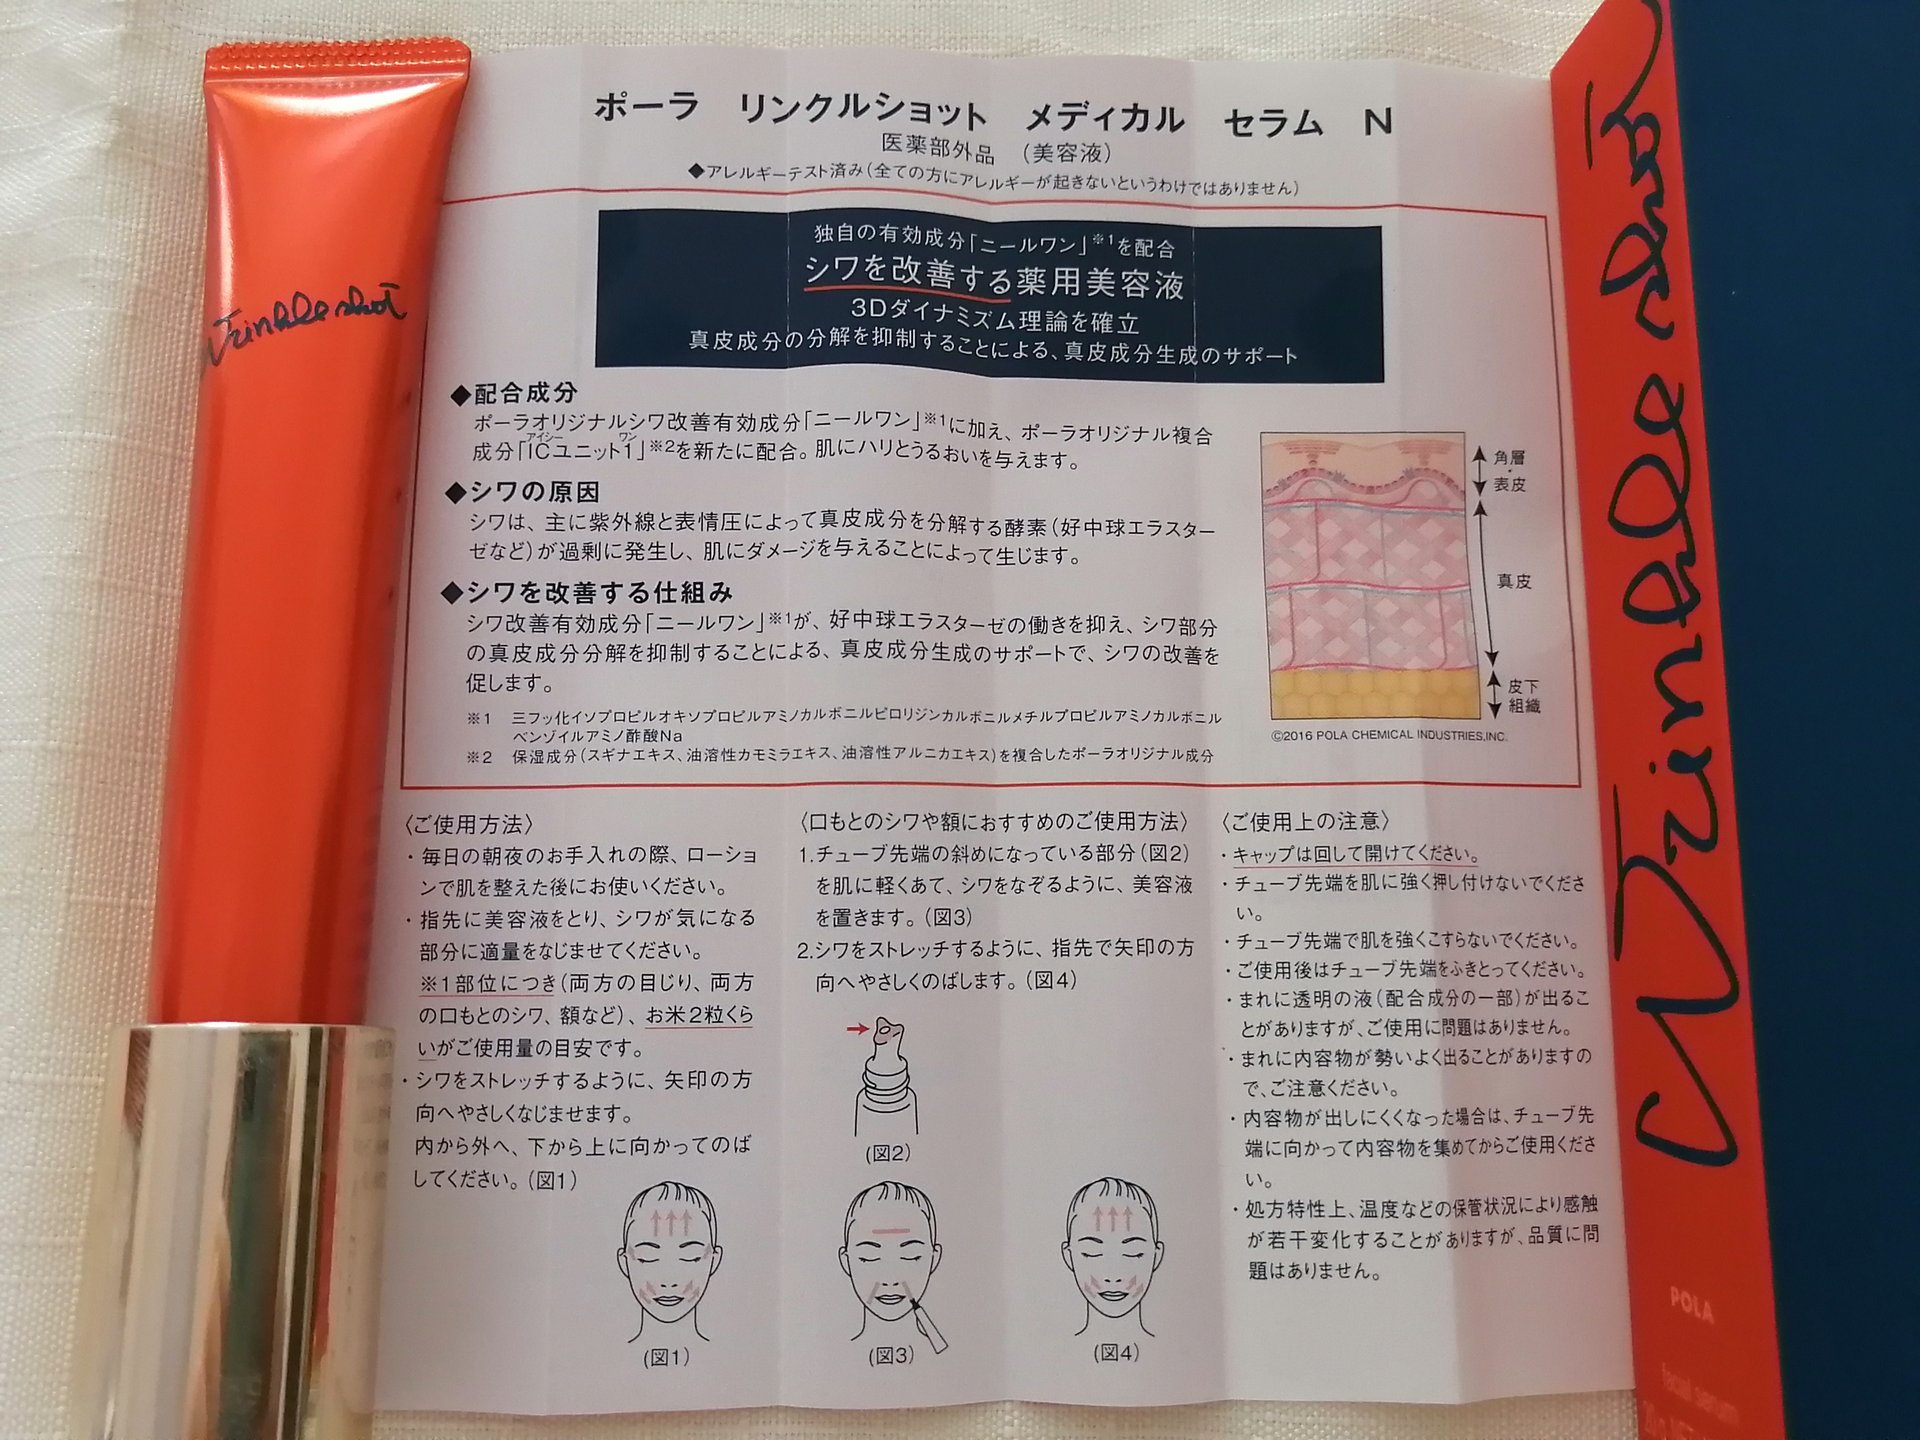 Wrinkle shot
ポーラ リンクルショット メディカル セラム N
医薬部外品 (美容液)
◆アレルギーテスト済み(全ての方にアレルギーが起きないというわけではありません)
独自の有効成分「ニールワン」※1を配合
シワを改善する薬用美容液
3Dダイナミズム理論を確立
真皮成分の分解を抑制することによる、真皮成分生成のサポート
◆配合成分
ポーラオリジナルシワ改善有効成分「ニールワン」※1に加え、ポーラオリジナル複合
アイシー ワン
成分「ICユニット1」※2を新たに配合。肌にハリとうるおいを与えます。
◆シワの原因
シワは、主に紫外線と表情圧によって真皮成分を分解する酵素(好中球エラスター
ゼなど)が過剰に発生し、肌にダメージを与えることによって生じます。
◆シワを改善する仕組み
シワ改善有効成分「ニールワン」※1が、好中球エラスターゼの働きを抑え、シワ部分
の真皮成分分解を抑制することによる、真皮成分生成のサポートで、シワの改善を
促します。
※1 三フッ化イソプロピルオキソプロピルアミノカルボニルピロリジンカルボニルメチルプロピルアミノカルボニル
ベンゾイルアミノ酢酸Na
※2 保湿成分(スギナエキス、油溶性カモミラエキス、油溶性アルニカエキス)を複合したポーラオリジナル成分
角層
・
表皮
真皮
皮下
組織
©2016 POLA CHEMICAL INDUSTRIES,INC.
〈ご使用方法〉
・毎日の朝夜のお手入れの際、ローショ
ンで肌を整えた後にお使いください。
・指先に美容液をとり、シワが気になる
部分に適量をなじませてください。
※1部位につき(両方の目じり、両方
の口もとのシワ、額など)、お米2粒くら
いがご使用量の目安です。
・シワをストレッチするように、矢印の方
向へやさしくなじませます。
内から外へ、下から上に向かってのば
してください。(図1)
(図1)
〈口もとのシワや額におすすめのご使用方法〉
1.チューブ先端の斜めになっている部分(図2)
を肌に軽くあて、シワをなぞるように、美容液
を置きます。(図3)
2.シワをストレッチするように、指先で矢印の方
向へやさしくのばします。(図4)
(図2)
(図3)
(図4)
〈ご使用上の注意〉
・キャップは回して開けてください。
・チューブ先端を肌に強く押し付けないでくださ
い。
・チューブ先端で肌を強くこすらないでください。
・ご使用後はチューブ先端をふきとってください。
・まれに透明の液(配合成分の一部)が出るこ
とがありますが、ご使用に問題はありません。
・まれに内容物が勢いよく出ることがありますの
で、ご注意ください。
・内容物が出しにくくなった場合は、チューブ先
端に向かって内容物を集めてからご使用くださ
い。
・処方特性上、温度などの保管状況により感触
が若干変化することがありますが、品質に問
題はありません。
Wrinkle shot
POLA
facial serum